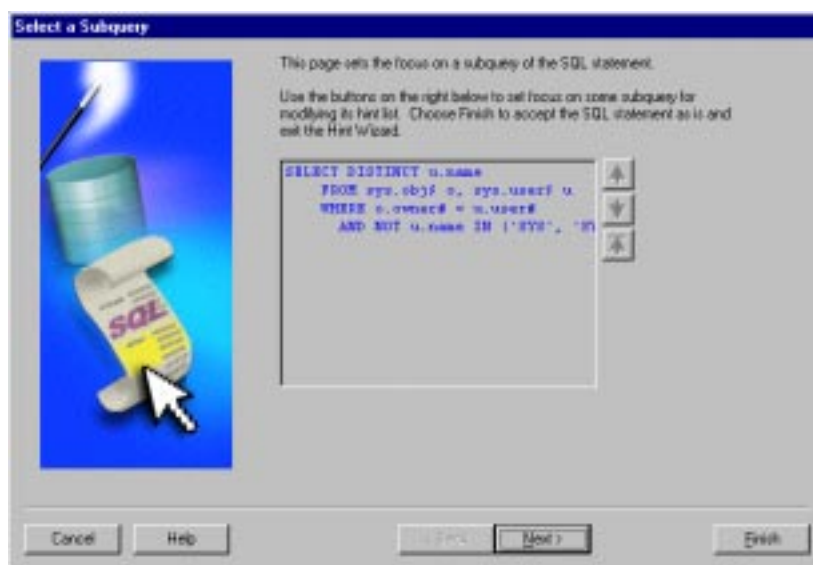 Select a Subquery
This page sets the focus on a subquery of the SQL statement.
Use the buttons on the right below to set focus on some subquery for
modifying its hint list. Choose Finish to accept the SQL statement as is and
exit the Hint Wizard.
SELECT DISTINCT u.name
FROM sys.obj$ o, sys.user$ u
WHERE o.owner# = u.user#
AND NOT u.name IN ('SYS', 'SY
SQL
Cancel
Help
< Back
Next >
Finish